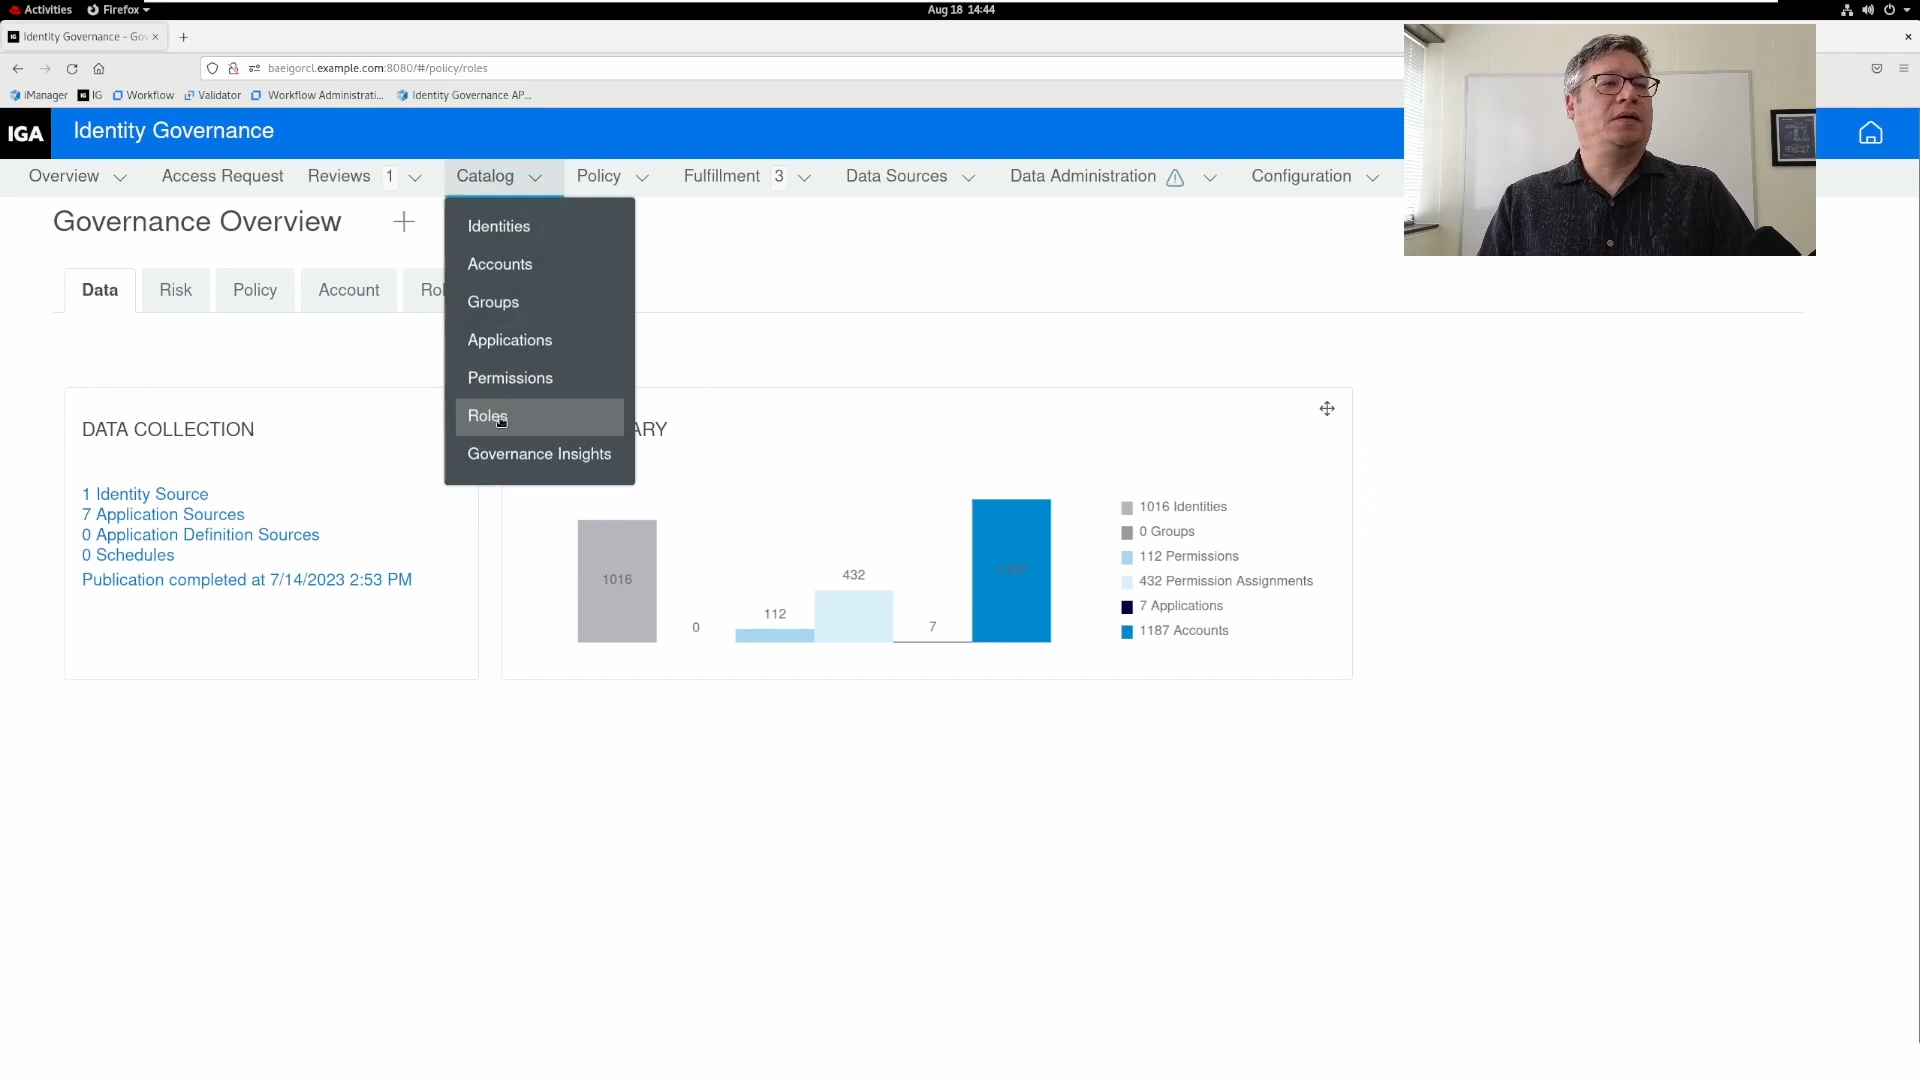 Activities Firefox Aug 18 14:44
Identity Governance - Gov
baeigorcl.example.com:8080/#/policy/roles
iManager IG Workflow Validator Workflow Administrati... Identity Governance AP...
IGA Identity Governance
Overview Access Request Reviews 1 Catalog Policy Fulfillment 3 Data Sources Data Administration Configuration
Governance Overview
Identities
Accounts
Groups
Applications
Permissions
Roles
Governance Insights
Data Risk Policy Account Rol
DATA COLLECTION
ARY
1 Identity Source
7 Application Sources
0 Application Definition Sources
0 Schedules
Publication completed at 7/14/2023 2:53 PM
1016
0
112
432
7
1187
1016 Identities
0 Groups
112 Permissions
432 Permission Assignments
7 Applications
1187 Accounts